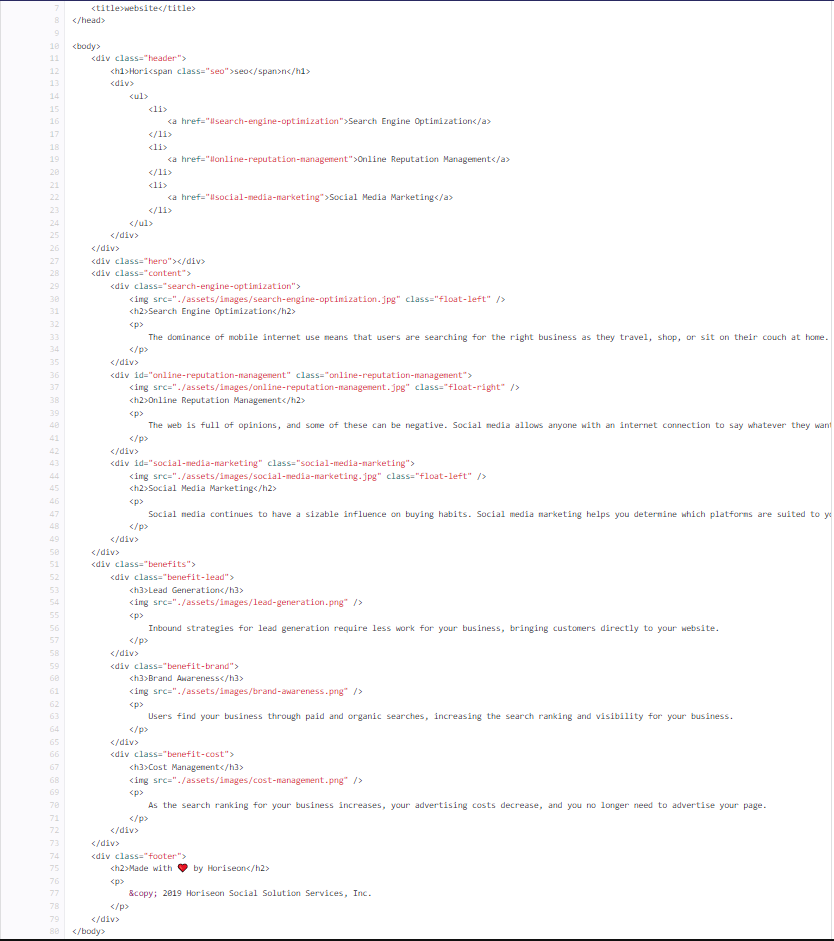 7 <title>website</title>
8 </head>
9
10 <body>
11 <div class="header">
12 <h1>Hori<span class="seo">seo</span>n</h1>
13 <div>
14 <ul>
15 <li>
16 <a href="#search-engine-optimization">Search Engine Optimization</a>
17 </li>
18 <li>
19 <a href="#online-reputation-management">Online Reputation Management</a>
20 </li>
21 <li>
22 <a href="#social-media-marketing">Social Media Marketing</a>
23 </li>
24 </ul>
25 </div>
26 </div>
27 <div class="hero"></div>
28 <div class="content">
29 <div class="search-engine-optimization">
30 <img src="./assets/images/search-engine-optimization.jpg" class="float-left" />
31 <h2>Search Engine Optimization</h2>
32 <p>
33 The dominance of mobile internet use means that users are searching for the right business as they travel, shop, or sit on their couch at home.
34 </p>
35 </div>
36 <div id="online-reputation-management" class="online-reputation-management">
37 <img src="./assets/images/online-reputation-management.jpg" class="float-right" />
38 <h2>Online Reputation Management</h2>
39 <p>
40 The web is full of opinions, and some of these can be negative. Social media allows anyone with an internet connection to say whatever they want
41 </p>
42 </div>
43 <div id="social-media-marketing" class="social-media-marketing">
44 <img src="./assets/images/social-media-marketing.jpg" class="float-left" />
45 <h2>Social Media Marketing</h2>
46 <p>
47 Social media continues to have a sizable influence on buying habits. Social media marketing helps you determine which platforms are suited to
48 </p>
49 </div>
50 </div>
51 <div class="benefits">
52 <div class="benefit-lead">
53 <h3>Lead Generation</h3>
54 <img src="./assets/images/lead-generation.png" />
55 <p>
56 Inbound strategies for lead generation require less work for your business, bringing customers directly to your website.
57 </p>
58 </div>
59 <div class="benefit-brand">
60 <h3>Brand Awareness</h3>
61 <img src="./assets/images/brand-awareness.png" />
62 <p>
63 Users find your business through paid and organic searches, increasing the search ranking and visibility for your business.
64 </p>
65 </div>
66 <div class="benefit-cost">
67 <h3>Cost Management</h3>
68 <img src="./assets/images/cost-management.png" />
69 <p>
70 As the search ranking for your business increases, your advertising costs decrease, and you no longer need to advertise your page.
71 </p>
72 </div>
73 </div>
74 <div class="footer">
75 <h2>Made with ❤️ by Horiseon</h2>
76 <p>
77 &copy; 2019 Horiseon Social Solution Services, Inc.
78 </p>
79 </div>
80 </body>